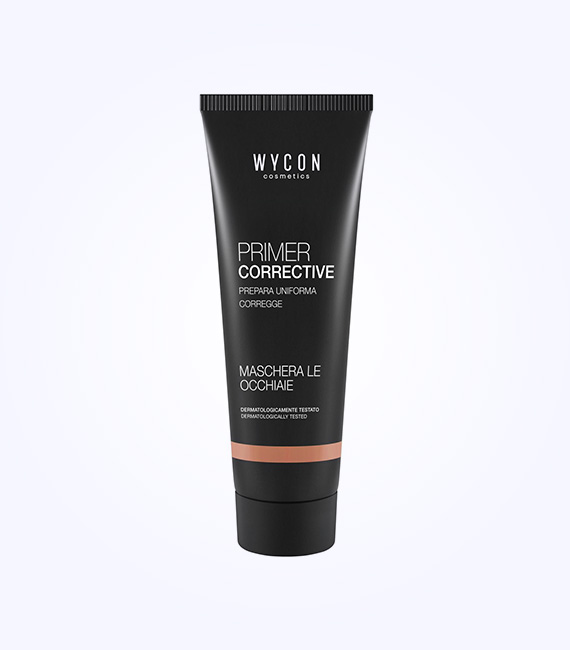 WYCON
cosmetics
PRIMER
CORRECTIVE
PREPARA UNIFORMA
CORREGGE
MASCHERA LE
OCCHIAIE
DERMATOLOGICAMENTE TESTATO
DERMATOLOGICALLY TESTED